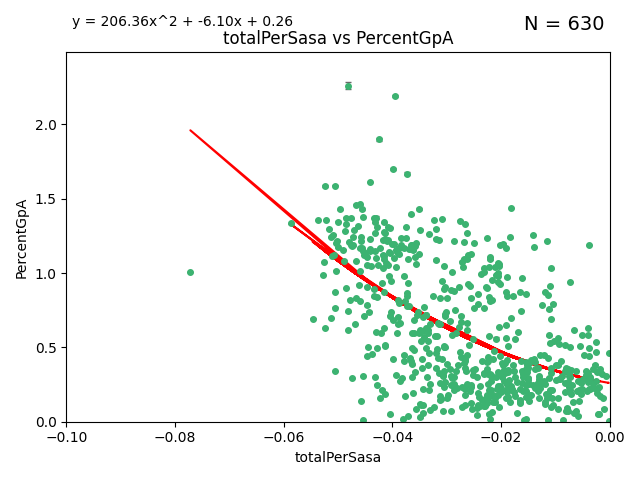 y = 206.36x^2 + -6.10x + 0.26
N = 630
totalPerSasa vs PercentGpA
PercentGpA
2.0
1.5
1.0
0.5
0.0
−0.10
−0.08
−0.06
−0.04
−0.02
0.00
totalPerSasa